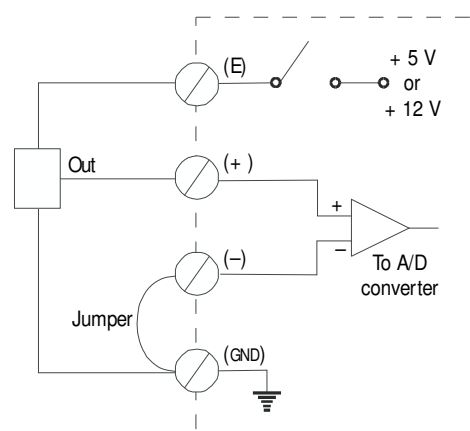 (E)
+ 5 V
or
+ 12 V
Out
(+)
+
(–)
–
To A/D
converter
Jumper
(GND)